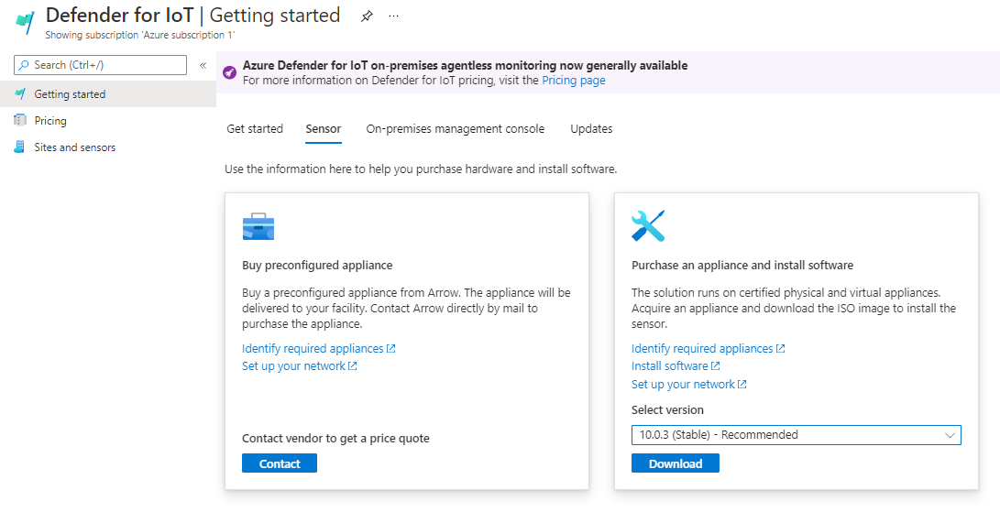 Defender for IoT | Getting started
Showing subscription 'Azure subscription 1'
Search (Ctrl+/)
Getting started
Pricing
Sites and sensors
Azure Defender for IoT on-premises agentless monitoring now generally available
For more information on Defender for IoT pricing, visit the Pricing page
Get started Sensor On-premises management console Updates
Use the information here to help you purchase hardware and install software.
Buy preconfigured appliance
Buy a preconfigured appliance from Arrow. The appliance will be
delivered to your facility. Contact Arrow directly by mail to
purchase the appliance.
Identify required appliances
Set up your network
Contact vendor to get a price quote
Contact
Purchase an appliance and install software
The solution runs on certified physical and virtual appliances.
Acquire an appliance and download the ISO image to install the
sensor.
Identify required appliances
Install software
Set up your network
Select version
10.0.3 (Stable) - Recommended
Download